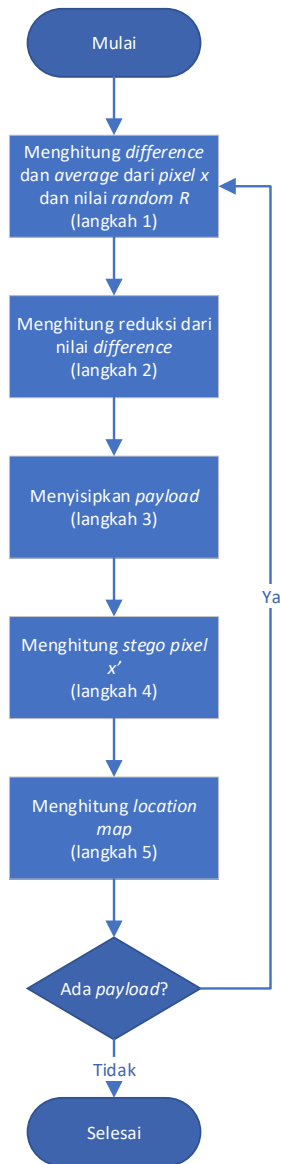 Mulai
Menghitung difference
dan average dari pixel x
dan nilai random R
(langkah 1)
Menghitung reduksi dari
nilai difference
(langkah 2)
Menyisipkan payload
(langkah 3)
Menghitung stego pixel
x’
(langkah 4)
Menghitung location
map
(langkah 5)
Ada payload?
Ya
Tidak
Selesai